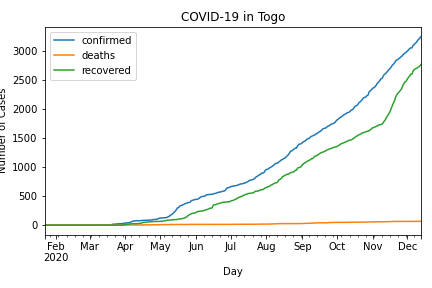 COVID-19 in Togo
confirmed
deaths
recovered
Number of Cases
3000
2500
2000
1500
1000
500
0
Feb Mar Apr May Jun Jul Aug Sep Oct Nov Dec
2020
Day